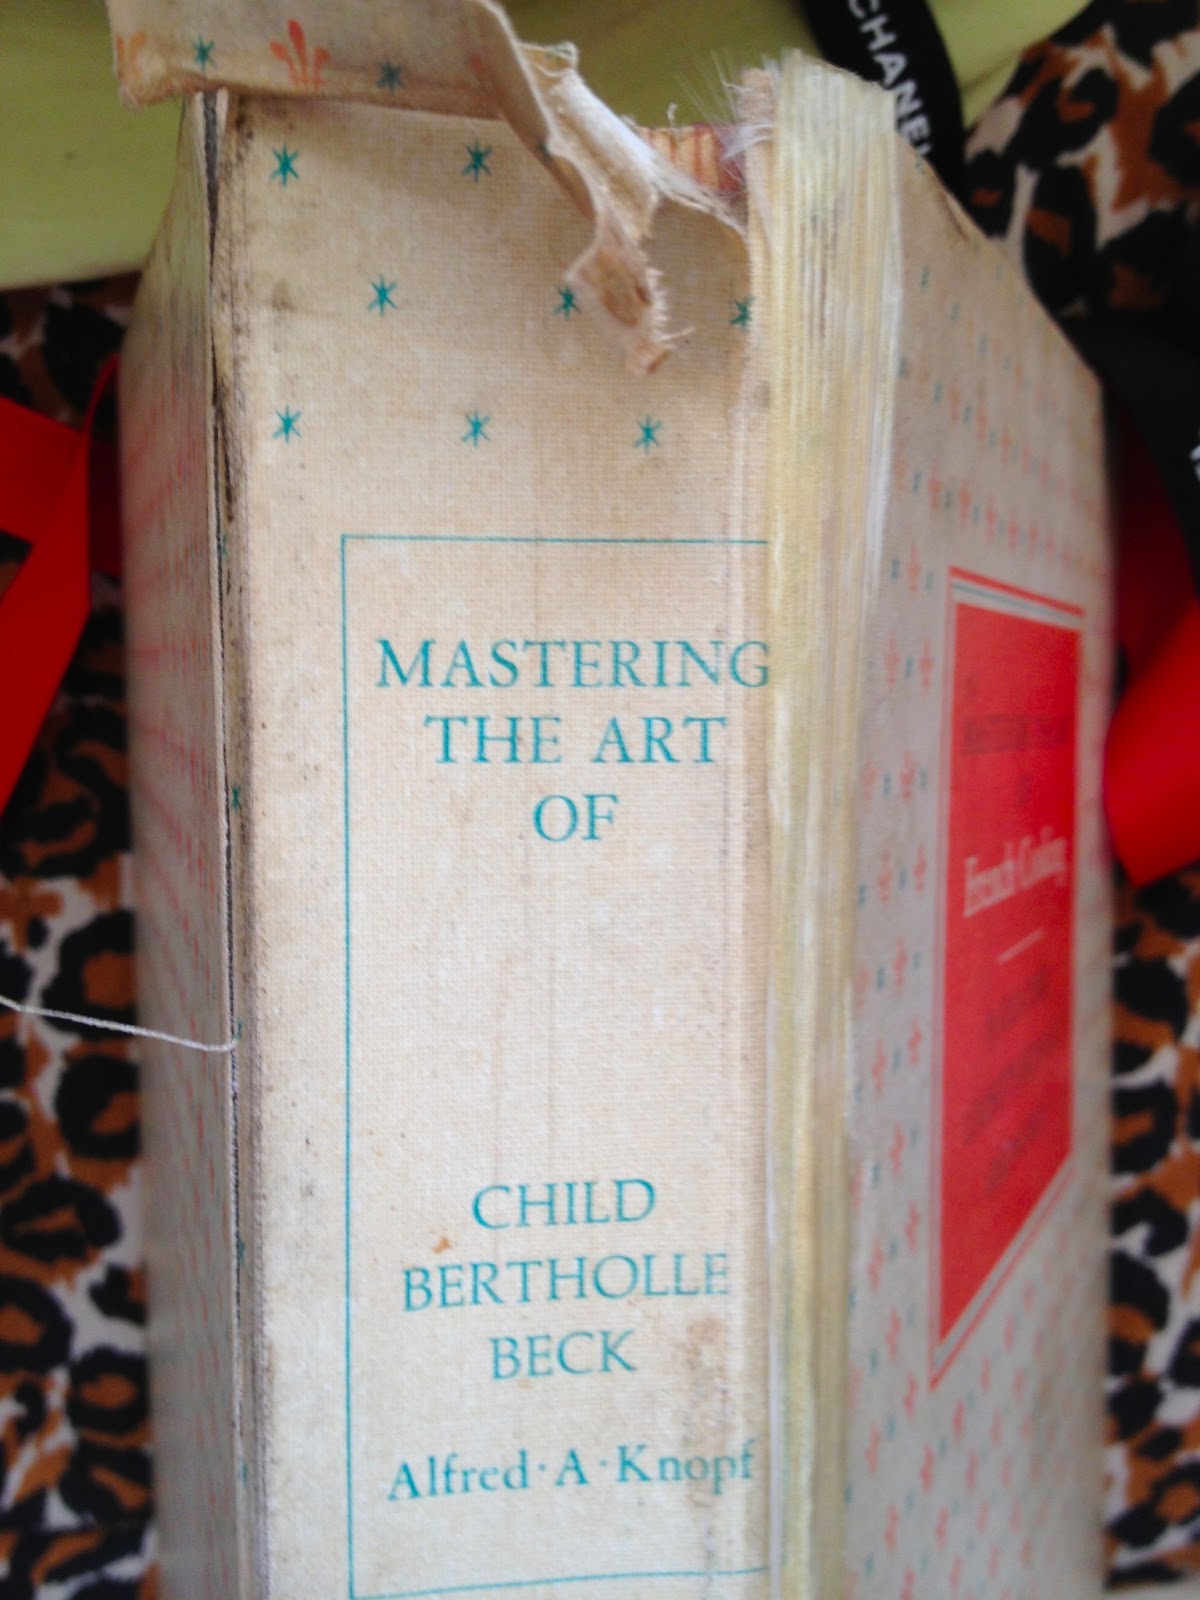 CHANEL
MASTERING
THE ART
OF
CHILD
BERTHOLLE
BECK
Alfred·A·Knopf
French Cooking